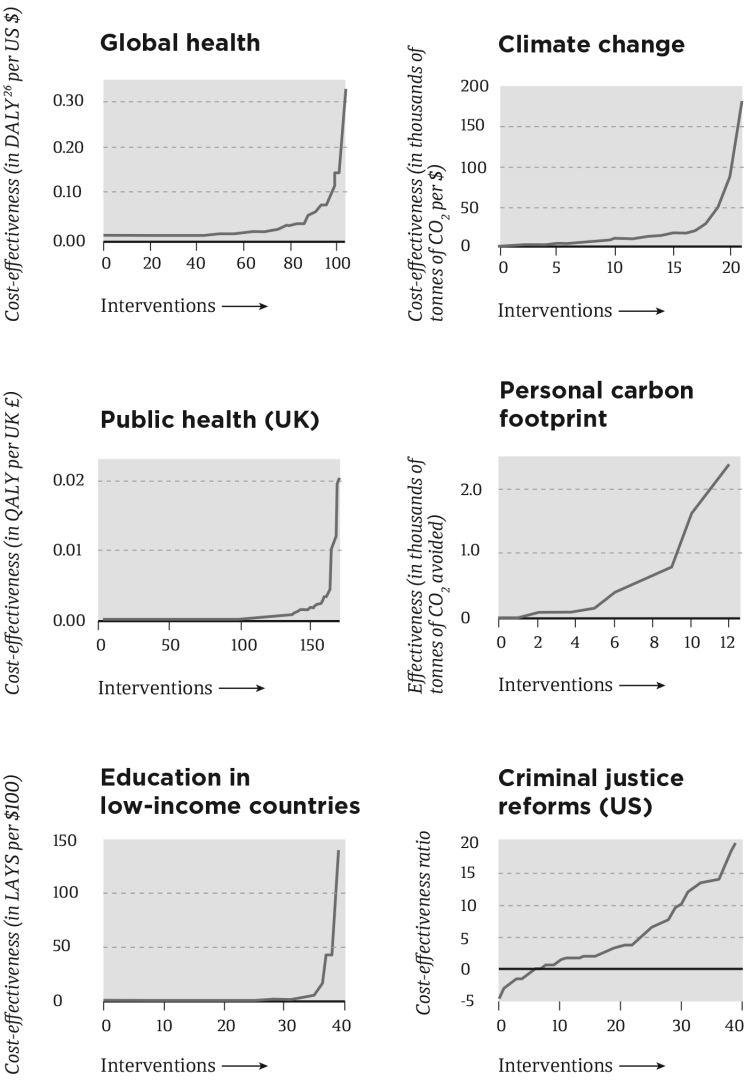 Global health
Cost-effectiveness (in DALY26 per US $)
0.30
0.20
0.10
0.00
0 20 40 60 80 100
Interventions
Climate change
Cost-effectiveness (in thousands of
tonnes of CO2 per $)
200
150
100
50
0
0 5 10 15 20
Interventions
Public health (UK)
Cost-effectiveness (in QALY per UK £)
0.02
0.01
0.00
0 50 100 150
Interventions
Personal carbon
footprint
Effectiveness (in thousands of
tonnes of CO2 avoided)
2.0
1.0
0
0 2 4 6 8 10 12
Interventions
Education in
low-income countries
Cost-effectiveness (in LAYS per $100)
150
100
50
0
0 10 20 30 40
Interventions
Criminal justice
reforms (US)
Cost-effectiveness ratio
20
15
10
5
0
-5
0 10 20 30 40
Interventions